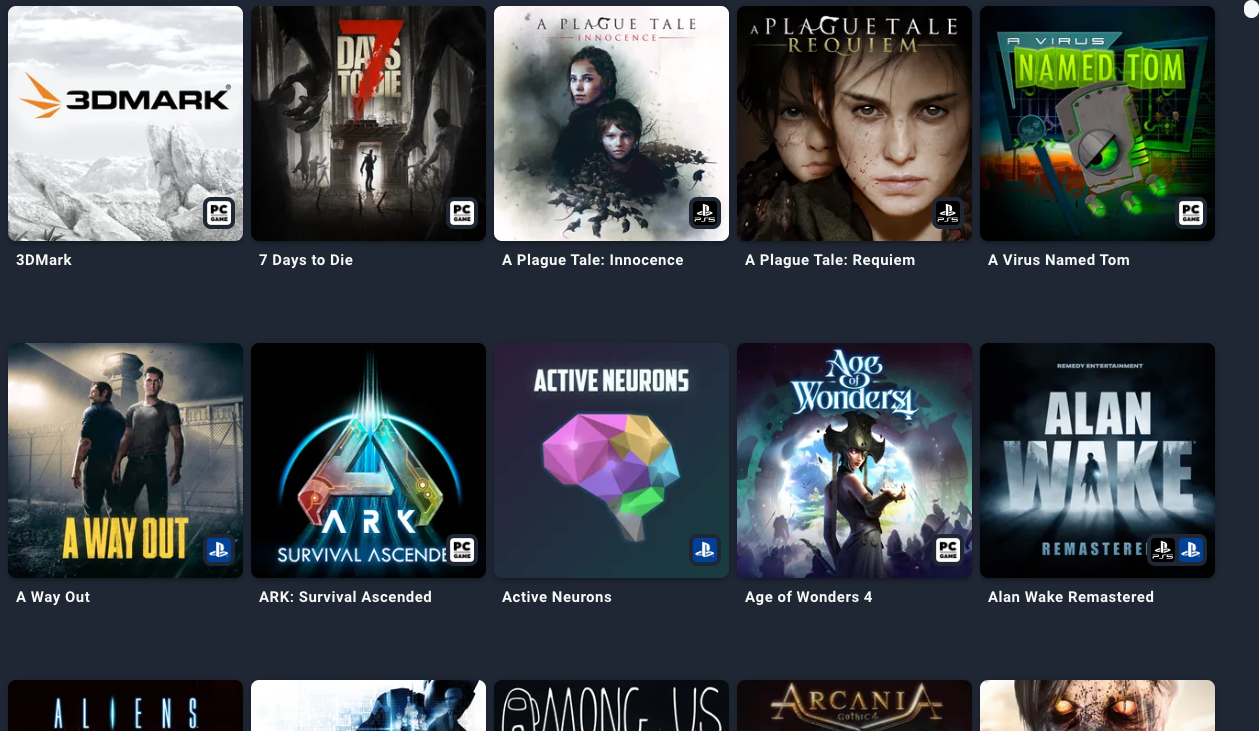 3DMARK®
PC
GAME
7
DAYS
TO DIE
PC
GAME
A PLAGUE TALE
INNOCENCE
PS5
A PLAGUE TALE
REQUIEM
PS5
A VIRUS
NAMED TOM
PC
GAME
3DMark
7 Days to Die
A Plague Tale: Innocence
A Plague Tale: Requiem
A Virus Named Tom
A WAY OUT
ARK
SURVIVAL ASCENDE
PC
GAME
ACTIVE NEURONS
Age
of
Wonders 4
PC
GAME
REMEDY ENTERTAINMENT
ALAN
WAKE
REMASTERE
PS5
A Way Out
ARK: Survival Ascended
Active Neurons
Age of Wonders 4
Alan Wake Remastered
ALIENS
AMONG US
ARCANIA
GOTHIC 4